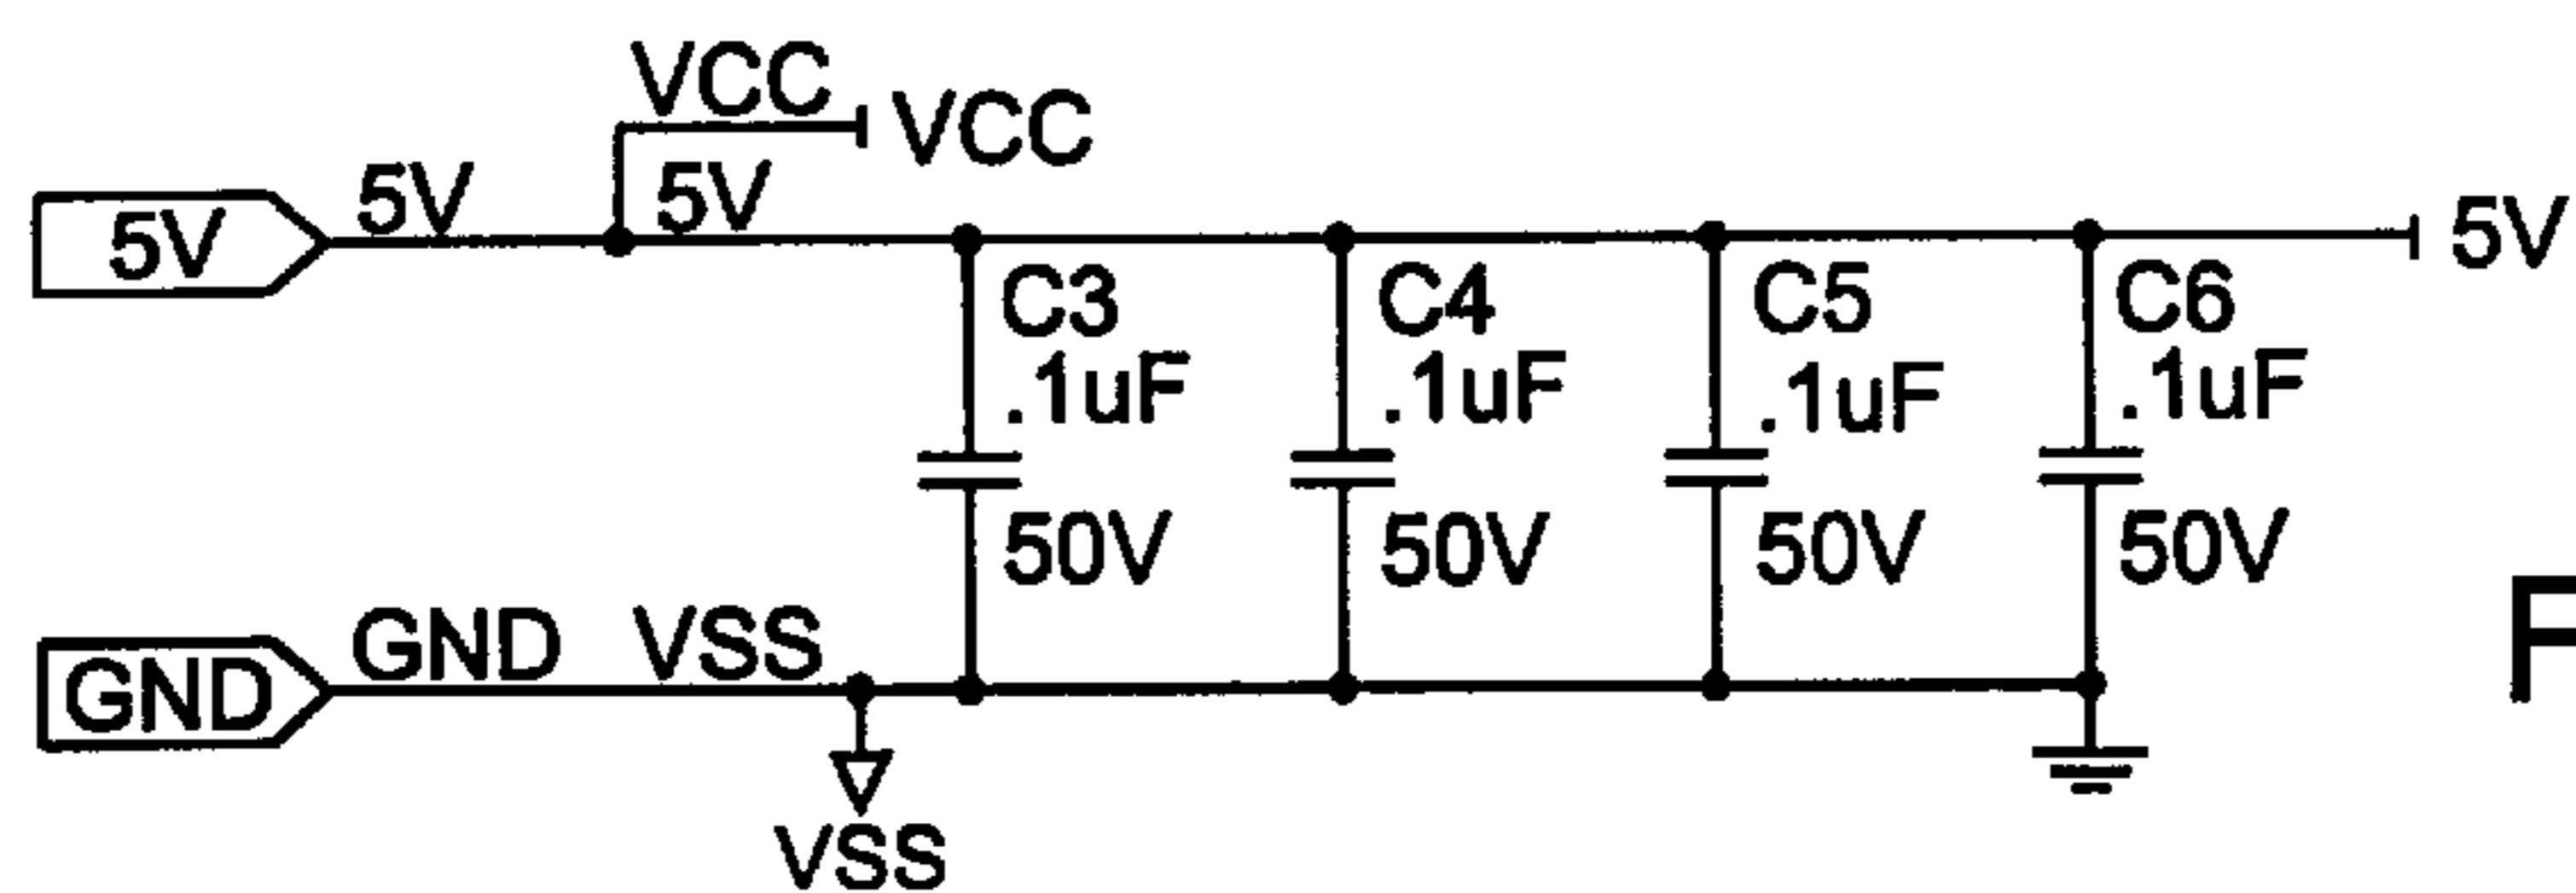 VCC
VCC
5V
5V
5V
5V
C3
.1uF
50V
C4
.1uF
50V
C5
.1uF
50V
C6
.1uF
50V
GND
GND
VSS
VSS
F